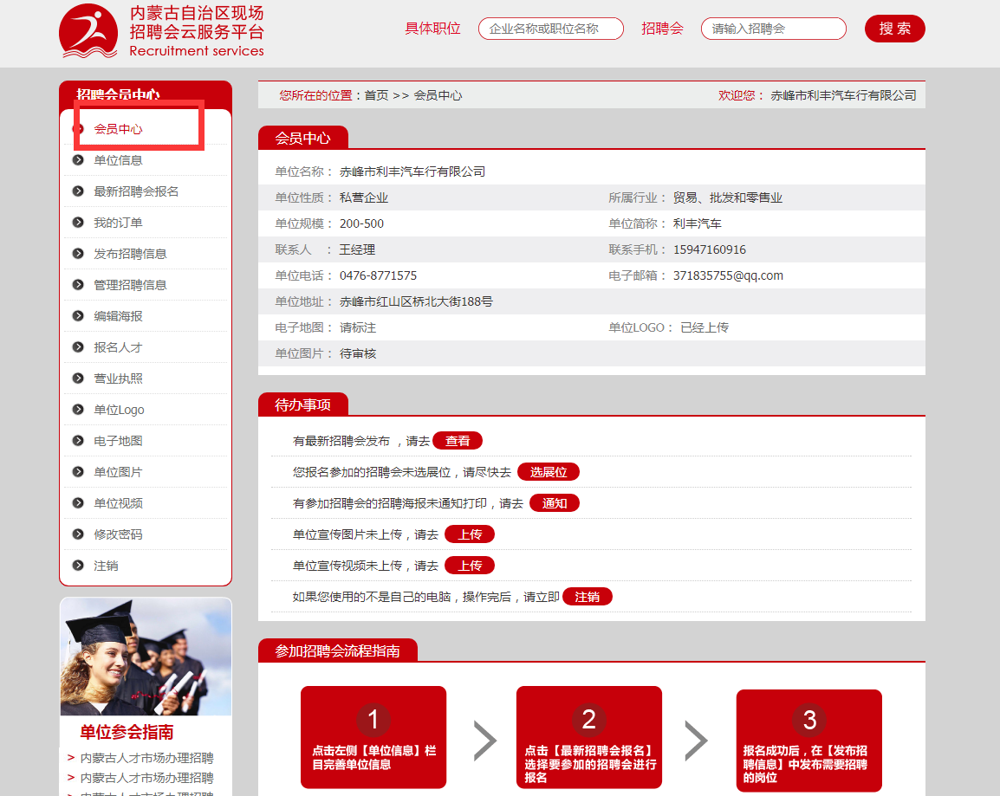 内蒙古自治区现场
招聘会云服务平台
Recruitment services
具体职位 企业名称或职位名称 招聘会 请输入招聘会 搜 索
招聘会员中心
会员中心
单位信息
最新招聘会报名
我的订单
发布招聘信息
管理招聘信息
编辑海报
报名人才
营业执照
单位Logo
电子地图
单位图片
单位视频
修改密码
注销
单位参会指南
> 内蒙古人才市场办理招聘
> 内蒙古人才市场办理招聘
您所在的位置：首页 >> 会员中心 欢迎您： 赤峰市利丰汽车行有限公司
会员中心
单位名称： 赤峰市利丰汽车行有限公司
单位性质： 私营企业 所属行业： 贸易、批发和零售业
单位规模： 200-500 单位简称： 利丰汽车
联系人 ： 王经理 联系手机： 15947160916
单位电话： 0476-8771575 电子邮箱： 371835755@qq.com
单位地址： 赤峰市红山区桥北大街188号
电子地图： 请标注 单位LOGO： 已经上传
单位图片： 待审核
待办事项
有最新招聘会发布 ，请去 查看
您报名参加的招聘会未选展位，请尽快去 选展位
有参加招聘会的招聘海报未通知打印，请去 通知
单位宣传图片未上传，请去 上传
单位宣传视频未上传，请去 上传
如果您使用的不是自己的电脑，操作完后，请立即 注销
参加招聘会流程指南
1
点击左侧【单位信息】栏
目完善单位信息
2
点击【最新招聘会报名】
选择要参加的招聘会进行
报名
3
报名成功后，在【发布招
聘信息】中发布需要招聘
的岗位